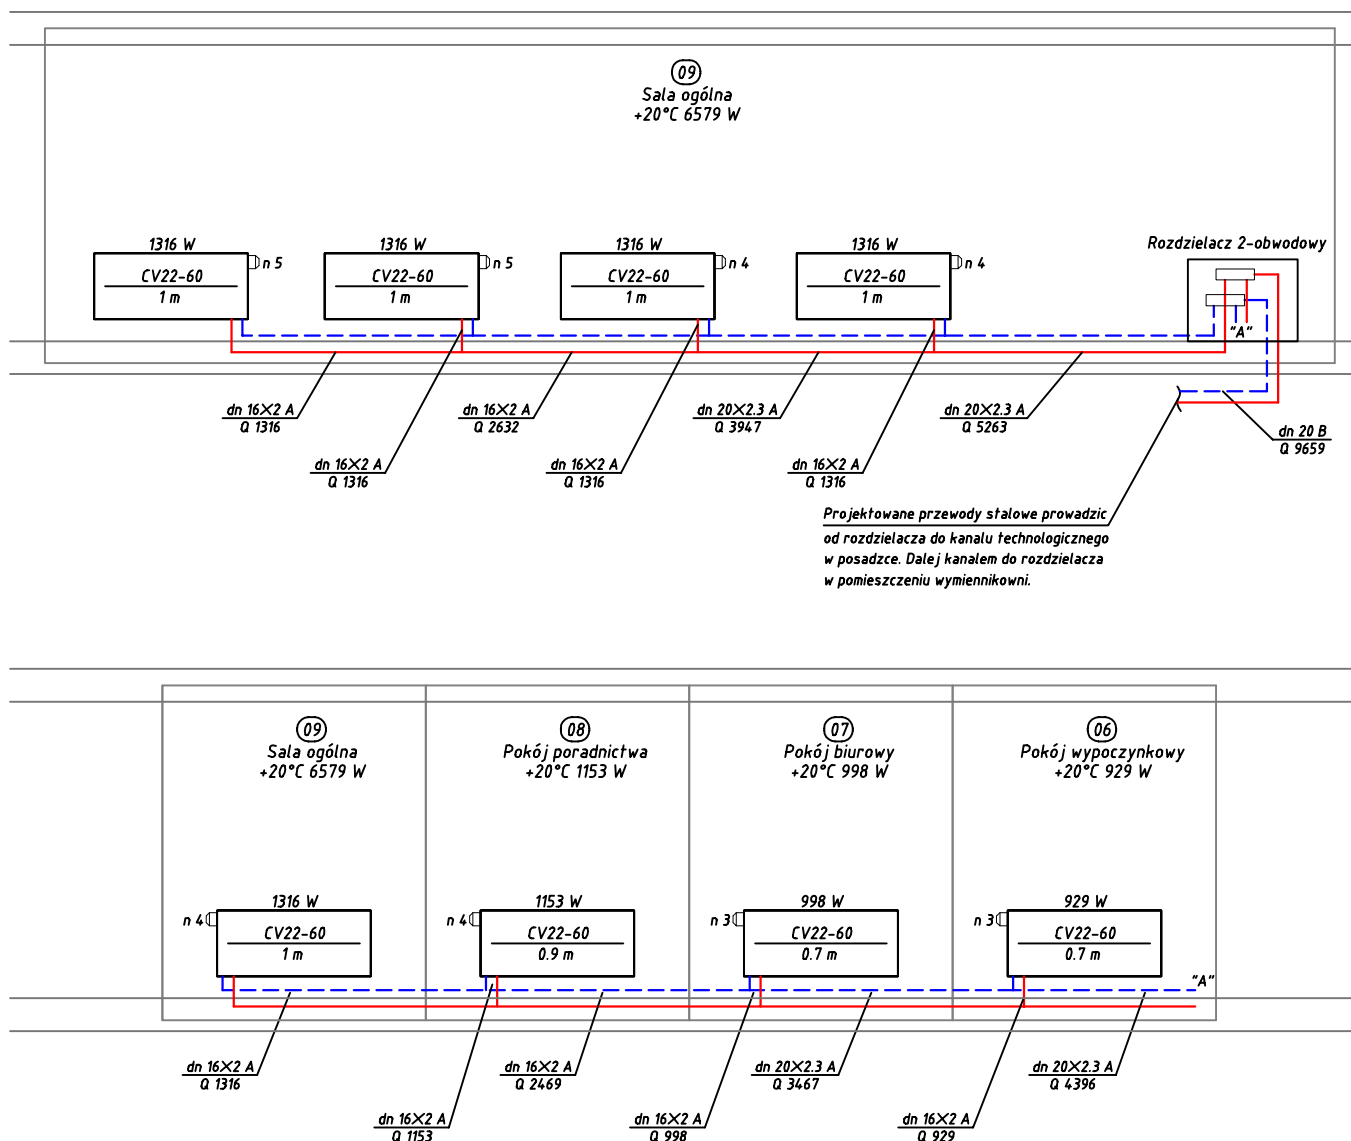 09
Sala ogólna
+20°C 6579 W
1316 W
CV22-60
1 m
n 5
1316 W
CV22-60
1 m
n 5
1316 W
CV22-60
1 m
n 4
1316 W
CV22-60
1 m
n 4
Rozdzielacz 2-obwodowy
"A"
dn 16X2 A
Q 1316
dn 16X2 A
Q 2632
dn 20X2.3 A
Q 3947
dn 20X2.3 A
Q 5263
dn 20 B
Q 9659
dn 16X2 A
Q 1316
dn 16X2 A
Q 1316
dn 16X2 A
Q 1316
Projektowane przewody stalowe prowadzic
od rozdzielacza do kanalu technologicznego
w posadzce. Dalej kanalem do rozdzielacza
w pomieszczeniu wymiennikowni.
09
Sala ogólna
+20°C 6579 W
08
Pokój poradnictwa
+20°C 1153 W
07
Pokój biurowy
+20°C 998 W
06
Pokój wypoczynkowy
+20°C 929 W
n 4
1316 W
CV22-60
1 m
n 4
1153 W
CV22-60
0.9 m
n 3
998 W
CV22-60
0.7 m
n 3
929 W
CV22-60
0.7 m
"A"
dn 16X2 A
Q 1316
dn 16X2 A
Q 2469
dn 20X2.3 A
Q 3467
dn 20X2.3 A
Q 4396
dn 16X2 A
Q 1153
dn 16X2 A
Q 998
dn 16X2 A
Q 929